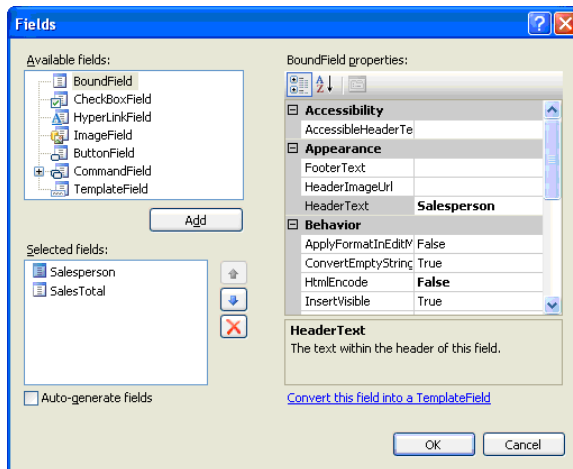 Fields
Available fields:
BoundField
CheckBoxField
HyperLinkField
ImageField
ButtonField
CommandField
TemplateField
Add
Selected fields:
Salesperson
SalesTotal
Auto-generate fields
BoundField properties:
Accessibility
AccessibleHeaderTe
Appearance
FooterText
HeaderImageUrl
HeaderText Salesperson
Behavior
ApplyFormatInEditM False
ConvertEmptyString True
HtmlEncode False
InsertVisible True
HeaderText
The text within the header of this field.
Convert this field into a TemplateField
OK Cancel